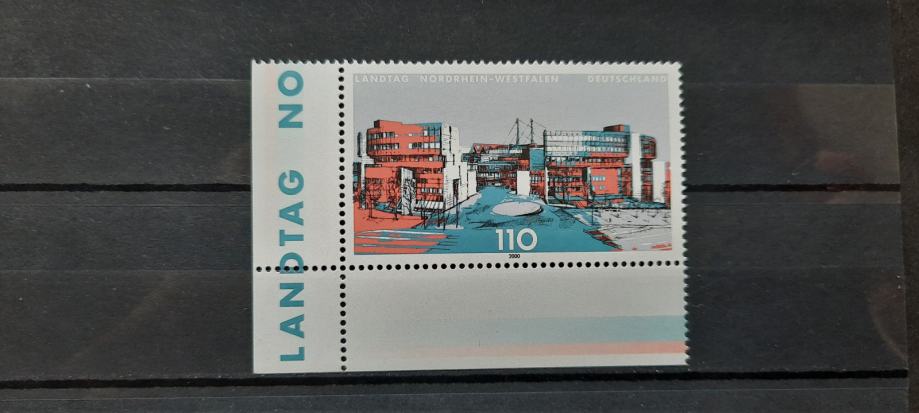 LANDTAG NO
LANDTAG NORDRHEIN-WESTFALEN DEUTSCHLAND
110
2000